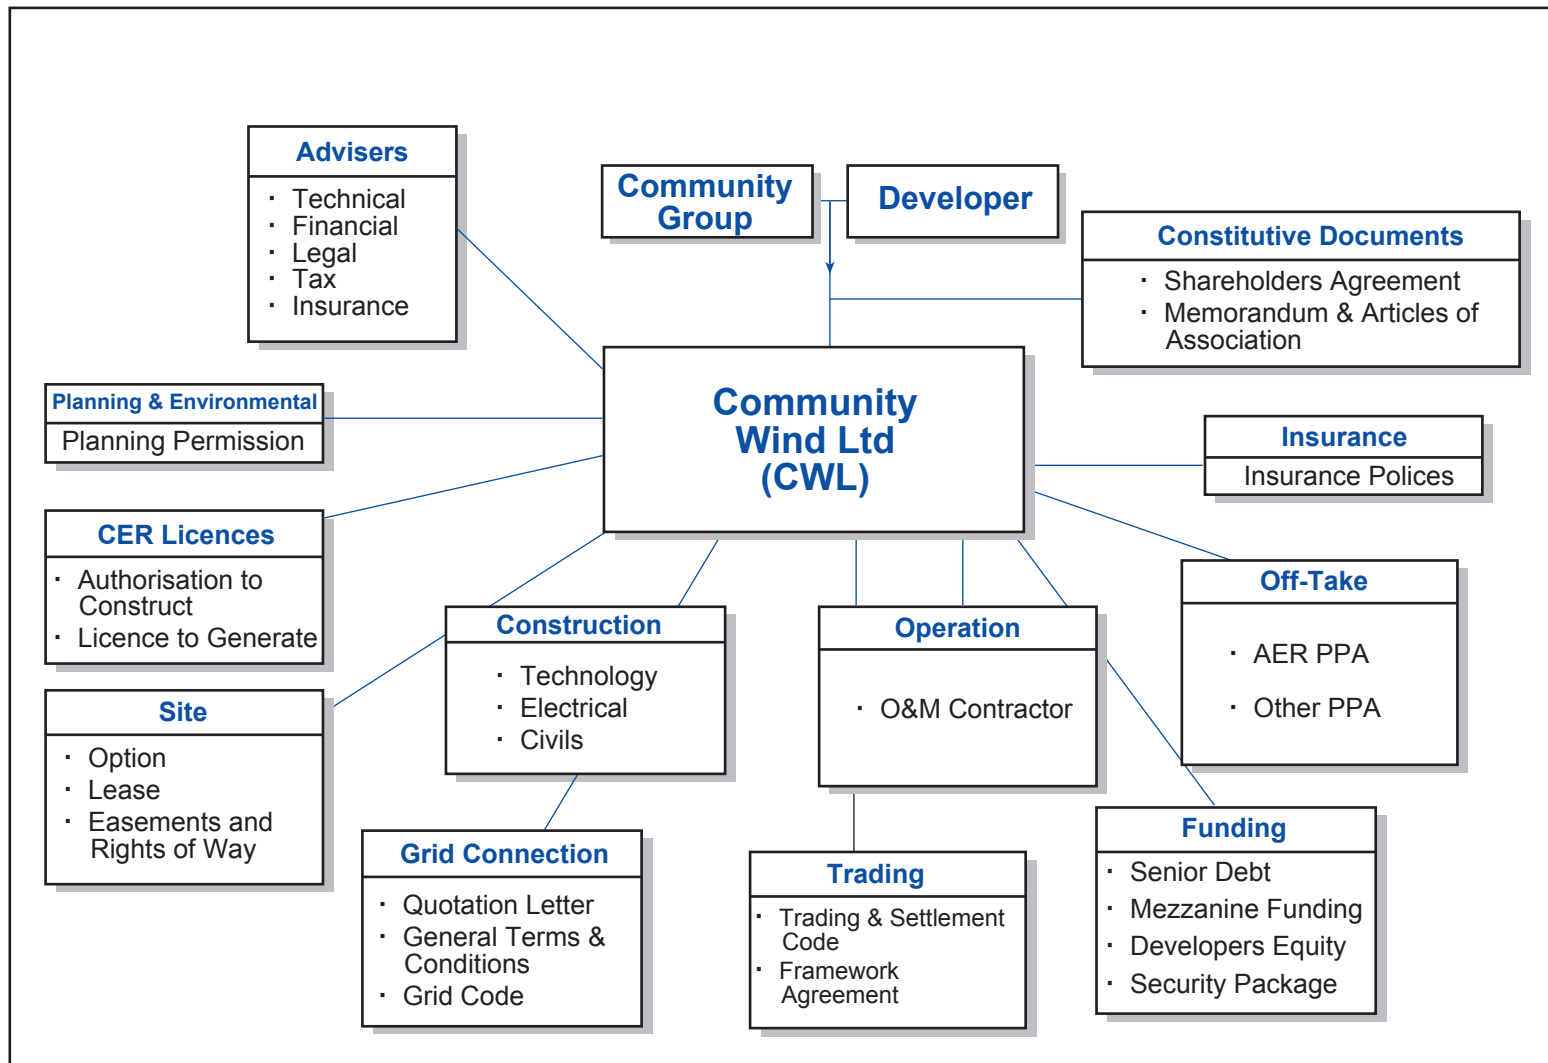 Advisers
· Technical
· Financial
· Legal
· Tax
· Insurance
Community
Group
Developer
Constitutive Documents
· Shareholders Agreement
· Memorandum & Articles of
Association
Planning & Environmental
Planning Permission
Community
Wind Ltd
(CWL)
Insurance
Insurance Polices
CER Licences
· Authorisation to
Construct
· Licence to Generate
Construction
· Technology
· Electrical
· Civils
Operation
· O&M Contractor
Off-Take
· AER PPA
· Other PPA
Site
· Option
· Lease
· Easements and
Rights of Way
Grid Connection
· Quotation Letter
· General Terms &
Conditions
· Grid Code
Trading
· Trading & Settlement
Code
· Framework
Agreement
Funding
· Senior Debt
· Mezzanine Funding
· Developers Equity
· Security Package